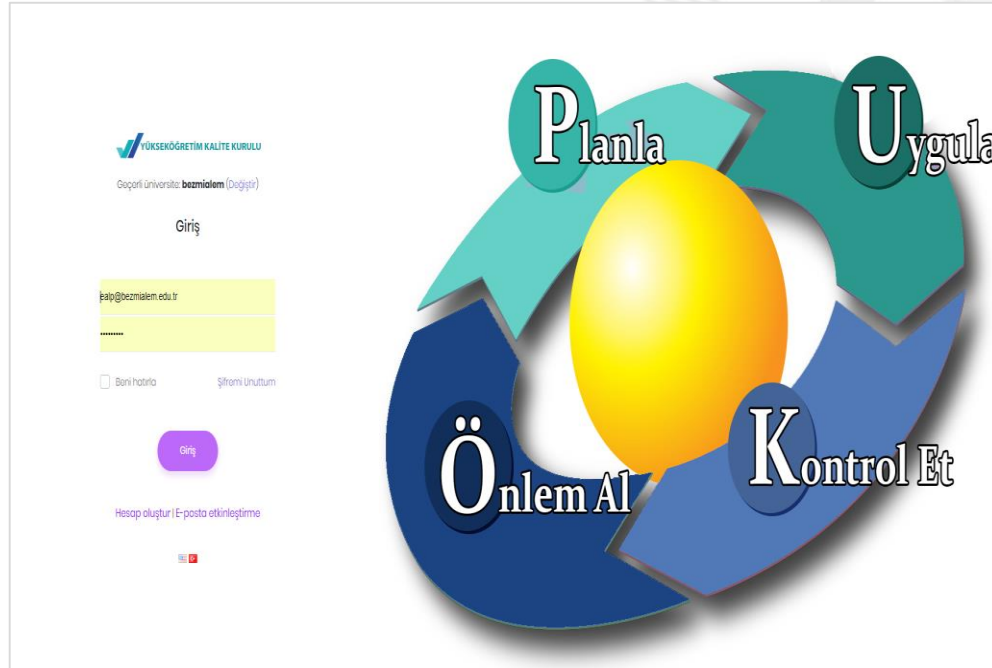 YÜKSEKÖĞRETİM KALİTE KURULU
Geçerli üniversite: bezmialem (Değiştir)
Giriş
ealp@bezmialem.edu.tr
•••••••••
Beni hatırla
Şifremi Unuttum
Giriş
Hesap oluştur | E-posta etkinleştirme
Planla
Uygula
Önlem Al
Kontrol Et